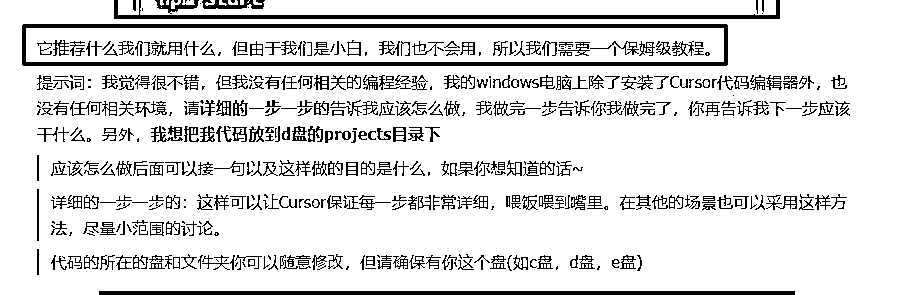 npm start
它推荐什么我们就用什么，但由于我们是小白，我们也不会用，所以我们需要一个保姆级教程。
提示词：我觉得很不错，但我没有任何相关的编程经验，我的windows电脑上除了安装了Cursor代码编辑器外，也
没有任何相关环境，请详细的一步一步的告诉我应该怎么做，我做完一步告诉你我做完了，你再告诉我下一步应该
干什么。另外，我想把我代码放到d盘的projects目录下
应该怎么做后面可以接一句以及这样做的目的是什么，如果你想知道的话~
详细的一步一步的：这样可以让Cursor保证每一步都非常详细，喂饭喂到嘴里。在其他的场景也可以采用这样方
法，尽量小范围的讨论。
代码的所在的盘和文件夹你可以随意修改，但请确保有你这个盘(如c盘，d盘，e盘)